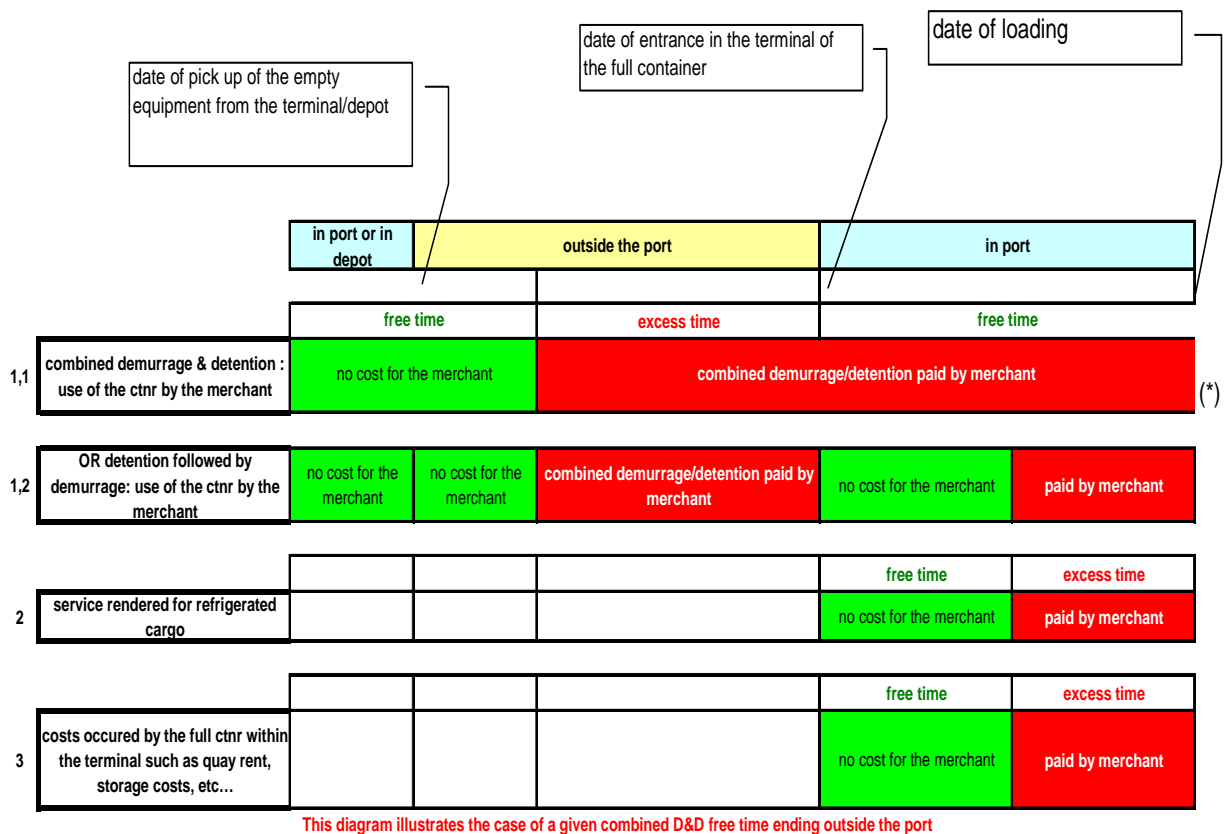 date of pick up of the empty
equipment from the terminal/depot
date of entrance in the terminal of
the full container
date of loading
in port or in
depot
outside the port
in port
free time
excess time
free time
1,1
combined demurrage & detention :
use of the ctnr by the merchant
no cost for the merchant
combined demurrage/detention paid by merchant
(*)
1,2
OR detention followed by
demurrage: use of the ctnr by the
merchant
no cost for the
merchant
no cost for the
merchant
combined demurrage/detention paid by
merchant
no cost for the merchant
paid by merchant
free time
excess time
2
service rendered for refrigerated
cargo
no cost for the merchant
paid by merchant
free time
excess time
3
costs occured by the full ctnr within
the terminal such as quay rent,
storage costs, etc…
no cost for the merchant
paid by merchant
This diagram illustrates the case of a given combined D&D free time ending outside the port